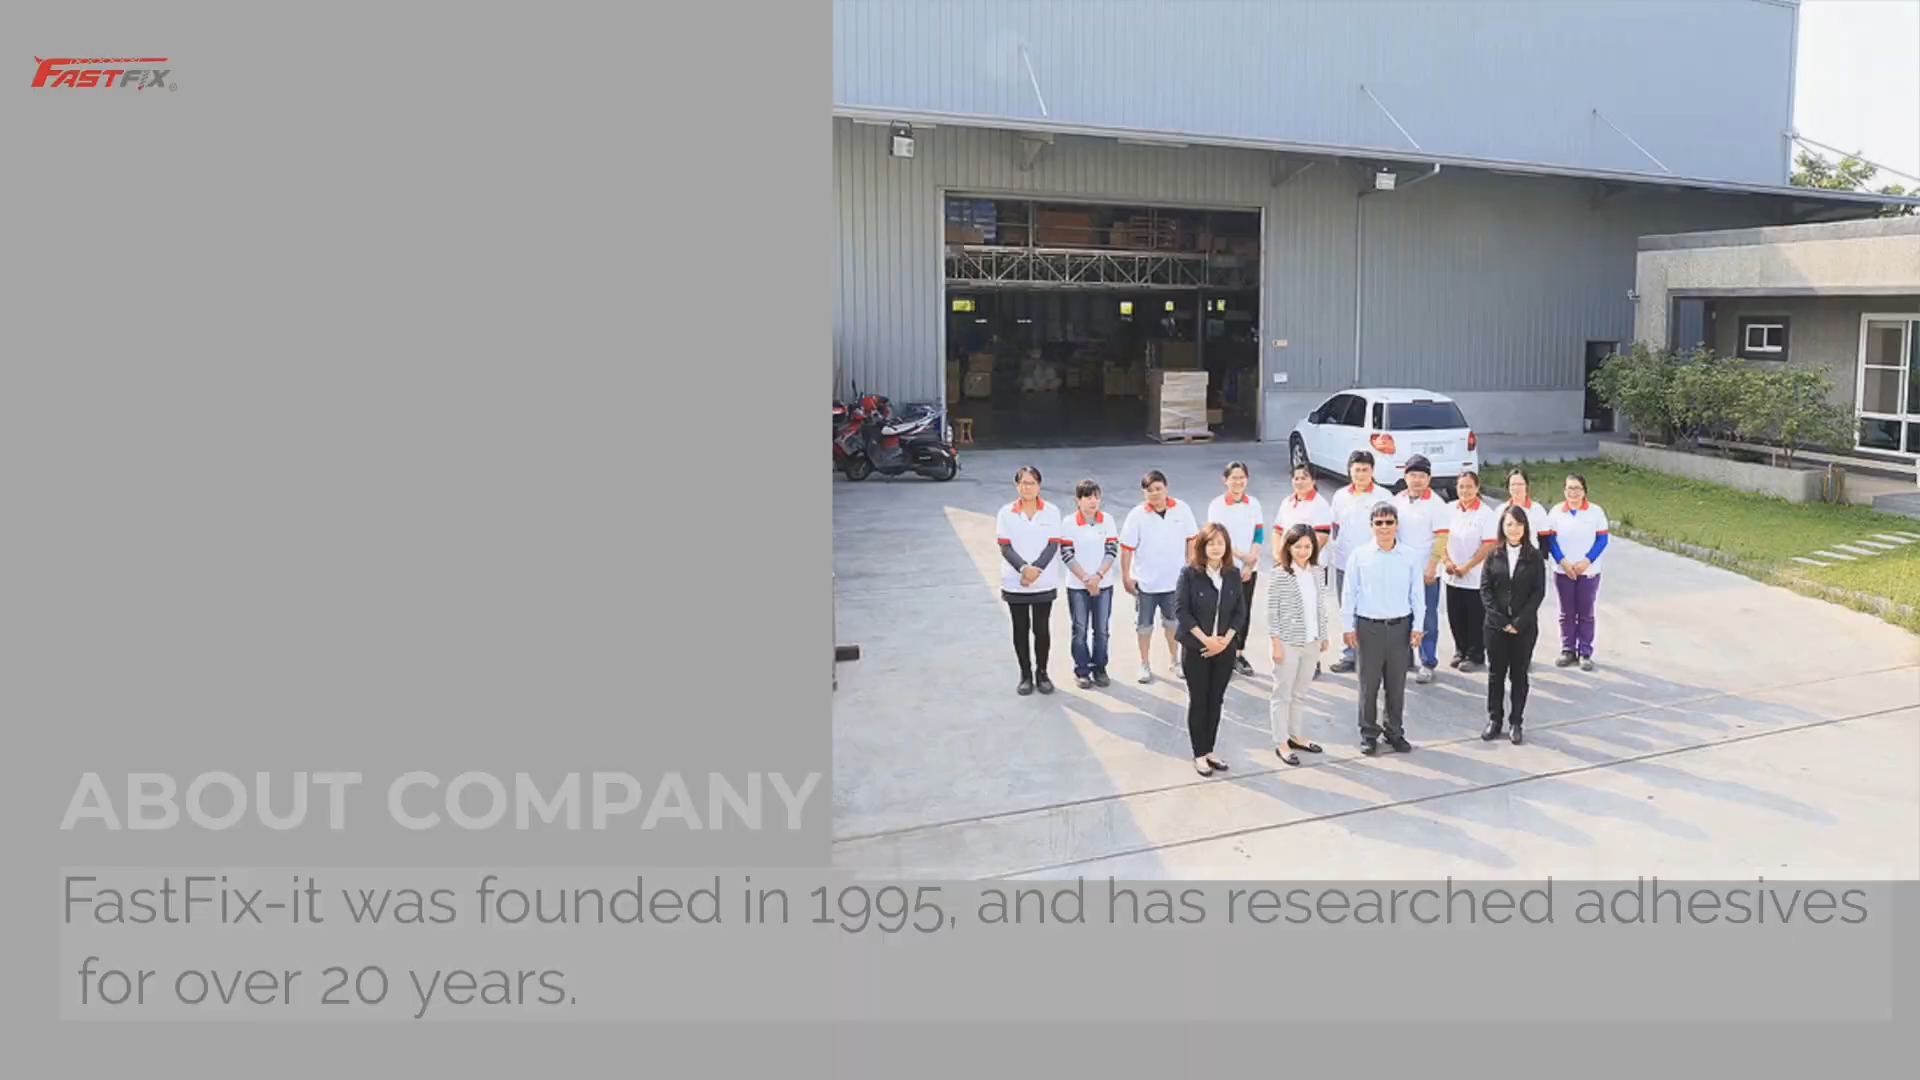 FASTFIX®
ABOUT COMPANY
FastFix-it was founded in 1995, and has researched adhesives
for over 20 years.